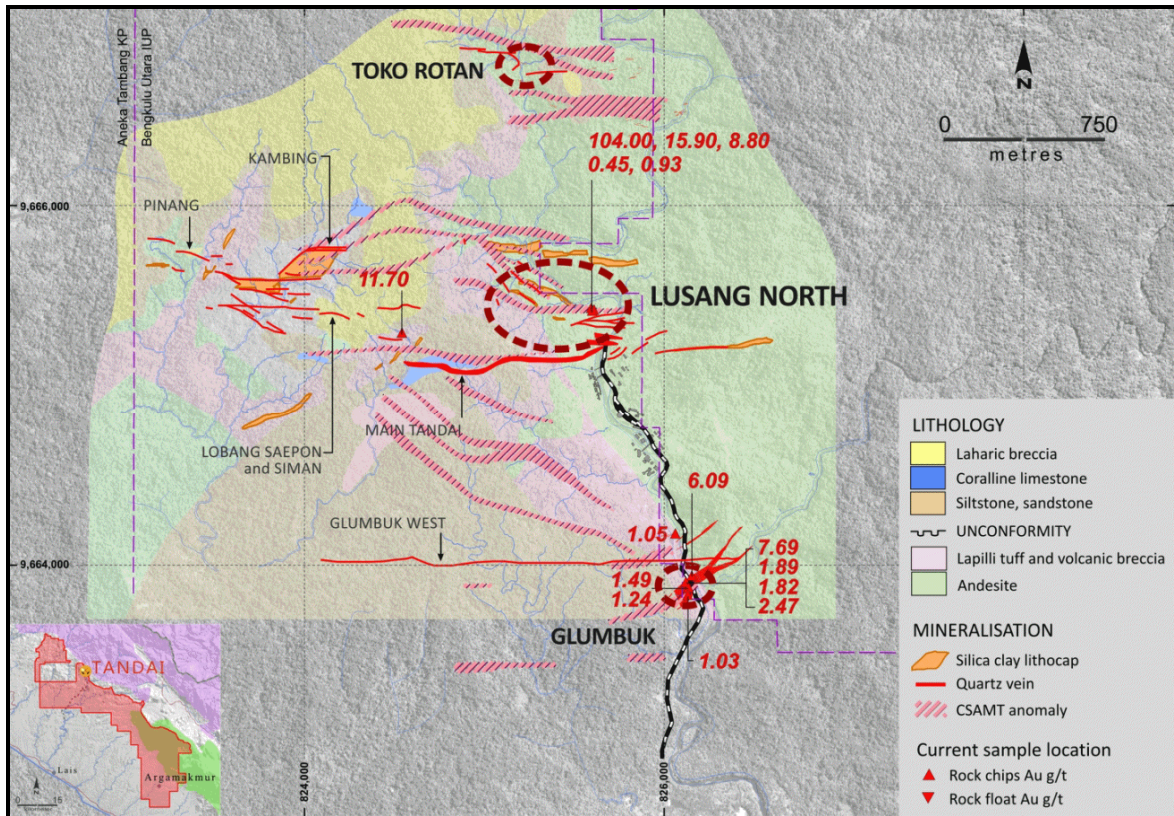 TOKO ROTAN
N
0 750
metres
Aneka Tambang KP
Bengkulu Utara IUP
104.00, 15.90, 8.80
0.45, 0.93
KAMBING
PINANG
9,666,000
11.70
LUSANG NORTH
LOBANG SAEPON
and SIMAN
MAIN TANDAI
6.09
GLUMBUK WEST
1.05
7.69
1.89
1.82
2.47
9,664,000
1.49
1.24
GLUMBUK
1.03
824,000
826,000
LITHOLOGY
Laharic breccia
Coralline limestone
Siltstone, sandstone
UNCONFORMITY
Lapilli tuff and volcanic breccia
Andesite
MINERALISATION
Silica clay lithocap
Quartz vein
CSAMT anomaly
Current sample location
Rock chips Au g/t
Rock float Au g/t
TANDAI
Lais
Argamakmur
N
0 15